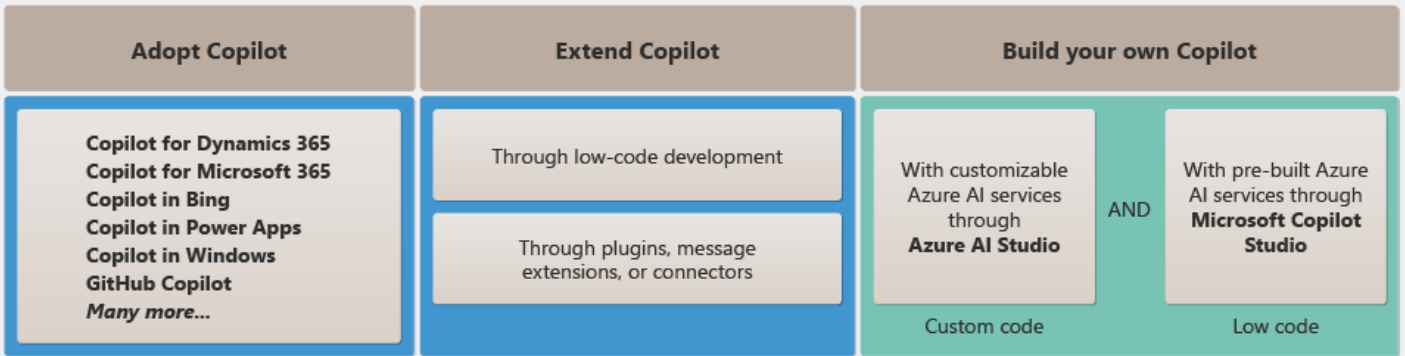 Adopt Copilot
Copilot for Dynamics 365
Copilot for Microsoft 365
Copilot in Bing
Copilot in Power Apps
Copilot in Windows
GitHub Copilot
Many more...
Extend Copilot
Through low-code development
Through plugins, message
extensions, or connectors
Build your own Copilot
With customizable
Azure AI services
through
Azure AI Studio
Custom code
AND
With pre-built Azure
AI services through
Microsoft Copilot
Studio
Low code